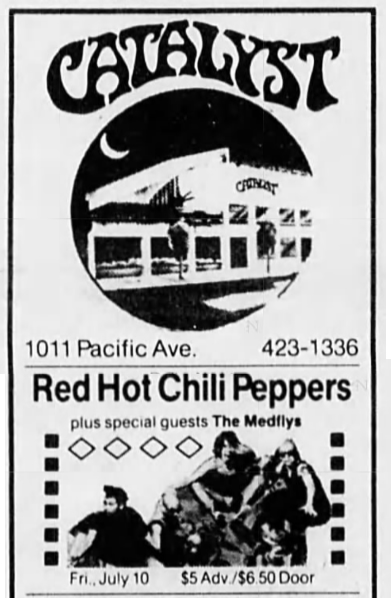 CATALYST
CATALYST
1011 Pacific Ave. 423-1336
Red Hot Chili Peppers
plus special guests The Medflys
Fri., July 10 $5 Adv./$6.50 Door